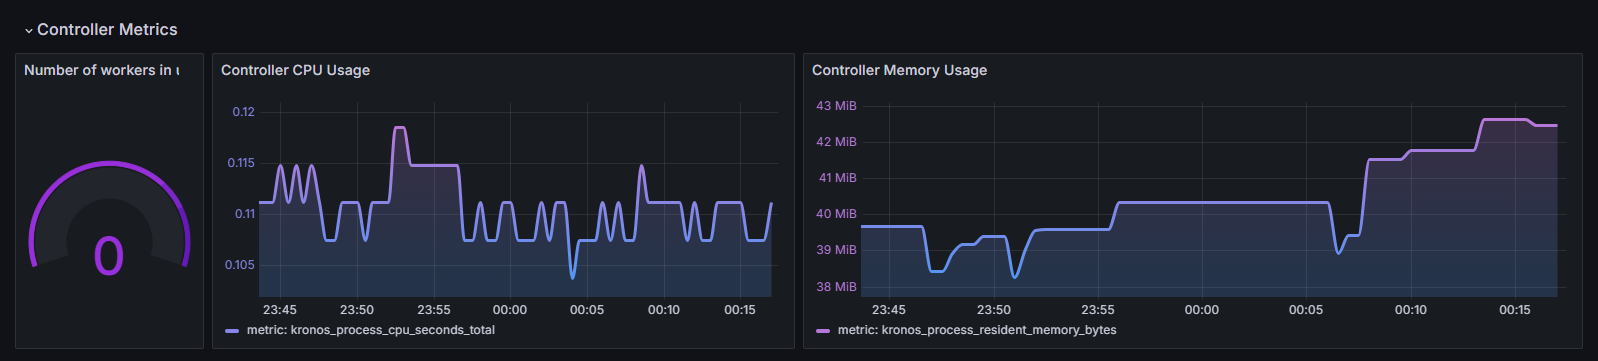 Controller Metrics
Number of workers in u
0
Controller CPU Usage
0.12
0.115
0.11
0.105
23:45 23:50 23:55 00:00 00:05 00:10 00:15
metric: kronos_process_cpu_seconds_total
Controller Memory Usage
43 MiB
42 MiB
41 MiB
40 MiB
39 MiB
38 MiB
23:45 23:50 23:55 00:00 00:05 00:10 00:15
metric: kronos_process_resident_memory_bytes